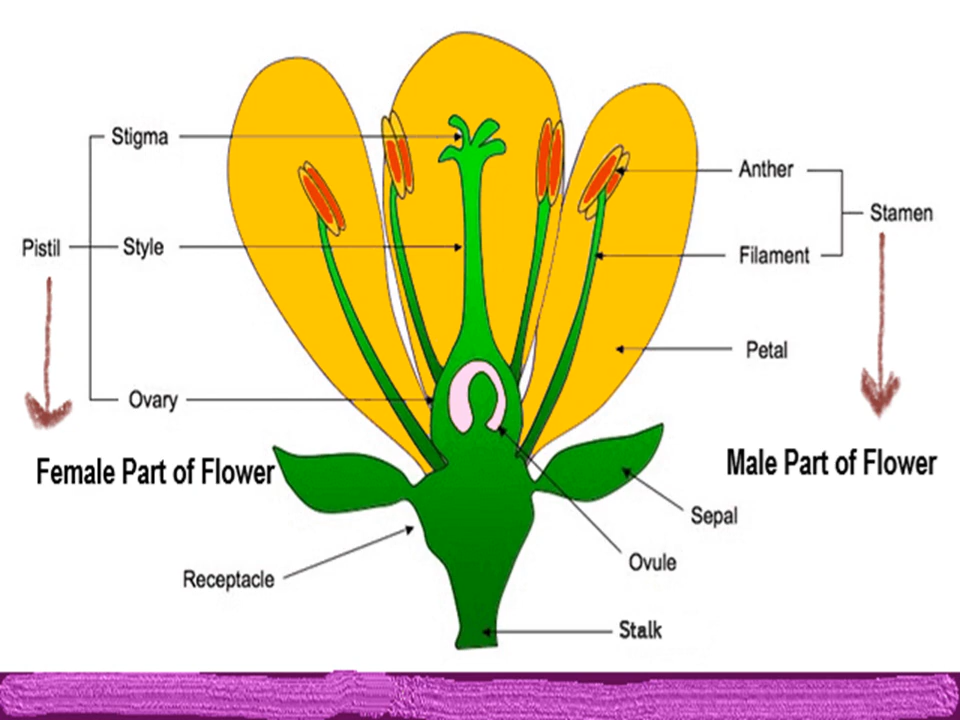 Stigma
Anther
Stamen
Pistil
Style
Filament
Petal
Ovary
Female Part of Flower
Male Part of Flower
Sepal
Ovule
Receptacle
Stalk